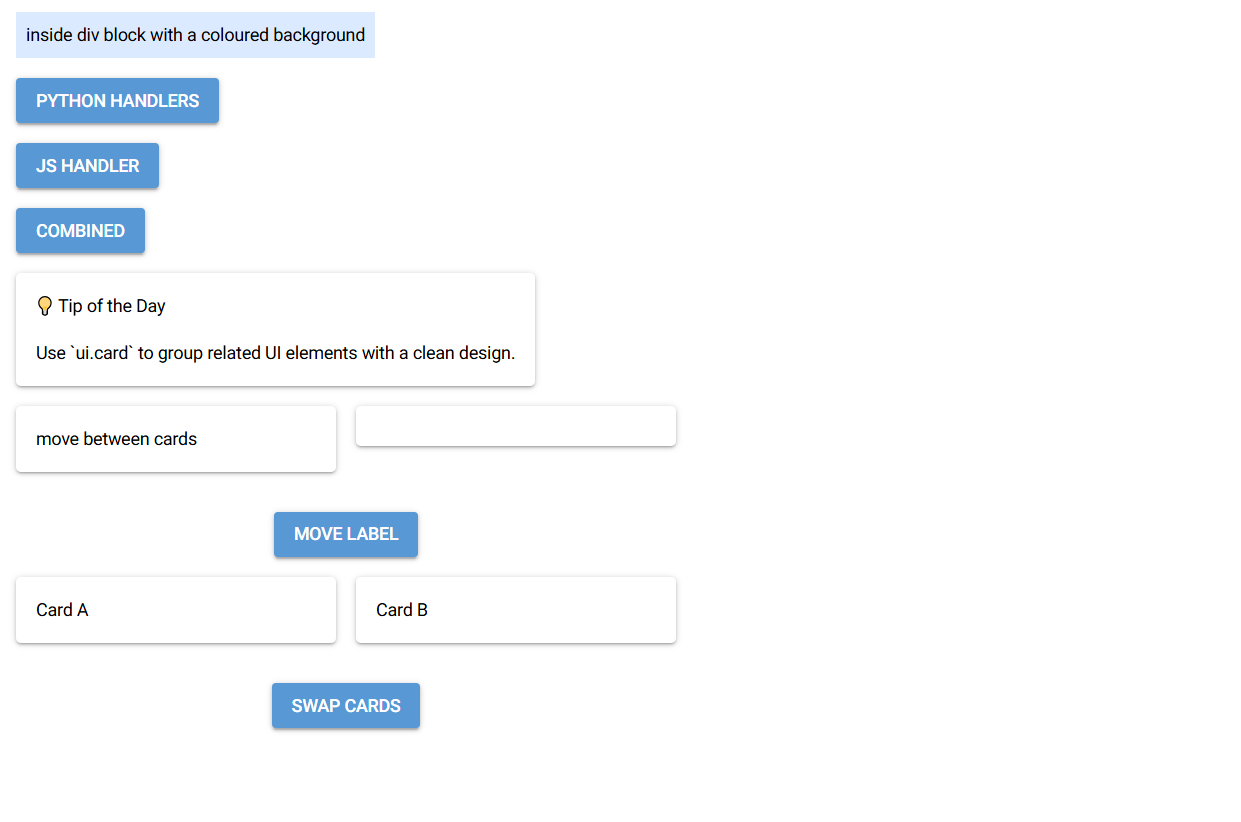 inside div block with a coloured background
PYTHON HANDLERS
JS HANDLER
COMBINED
💡 Tip of the Day
Use `ui.card` to group related UI elements with a clean design.
move between cards
MOVE LABEL
Card A
Card B
SWAP CARDS